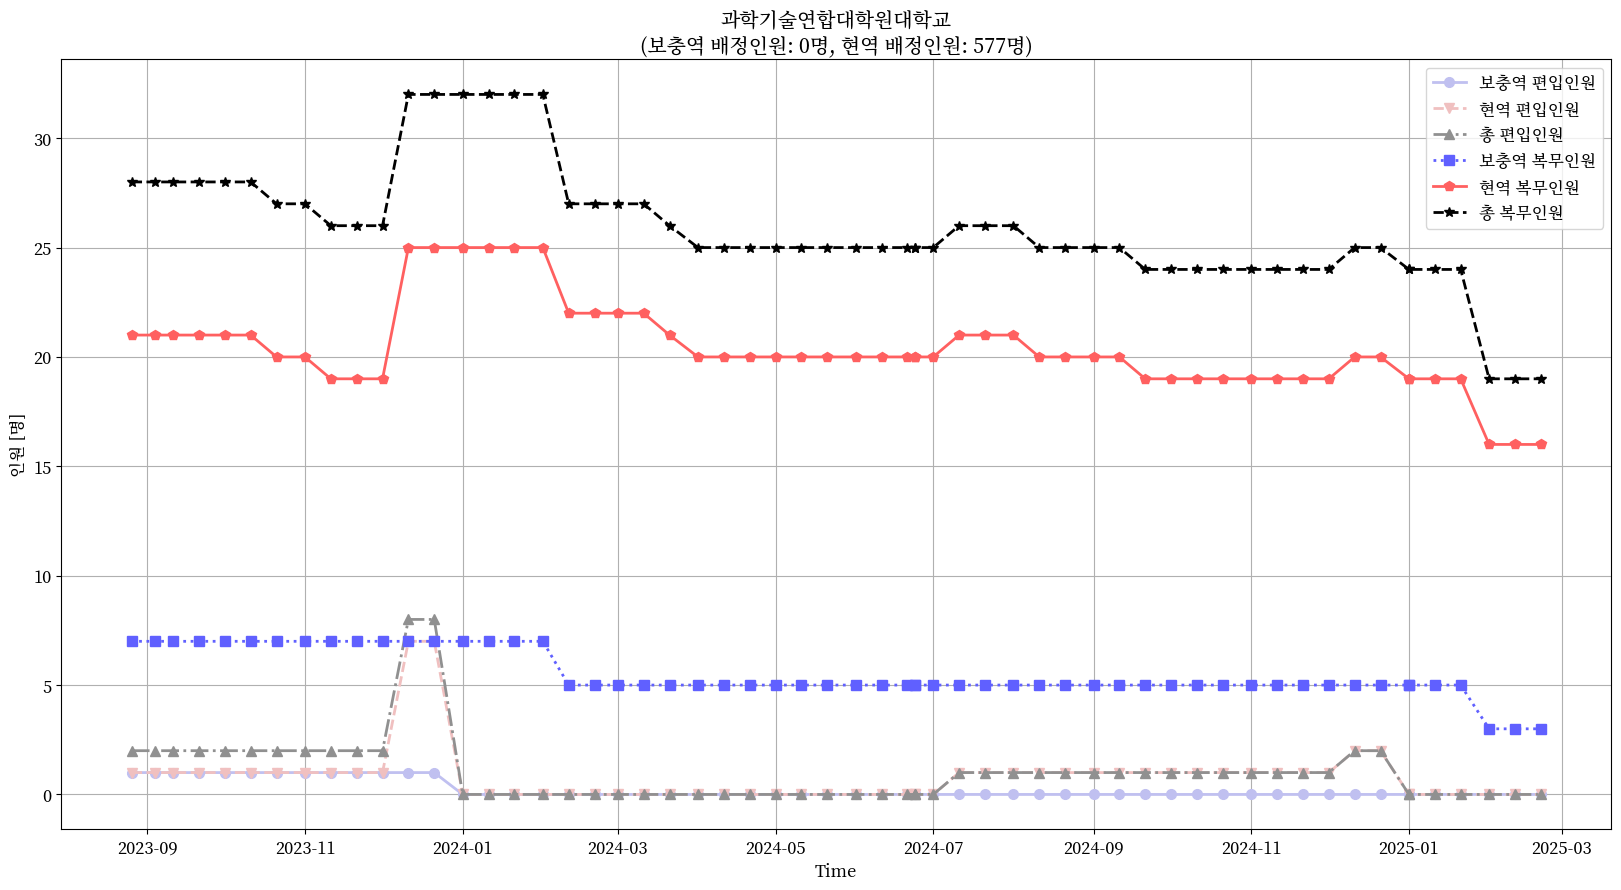 과학기술연합대학원대학교
(보충역 배정인원: 0명, 현역 배정인원: 577명)
보충역 편입인원
현역 편입인원
총 편입인원
보충역 복무인원
현역 복무인원
총 복무인원
인원 [명]
30
25
20
15
10
5
0
2023-09
2023-11
2024-01
2024-03
2024-05
2024-07
2024-09
2024-11
2025-01
2025-03
Time